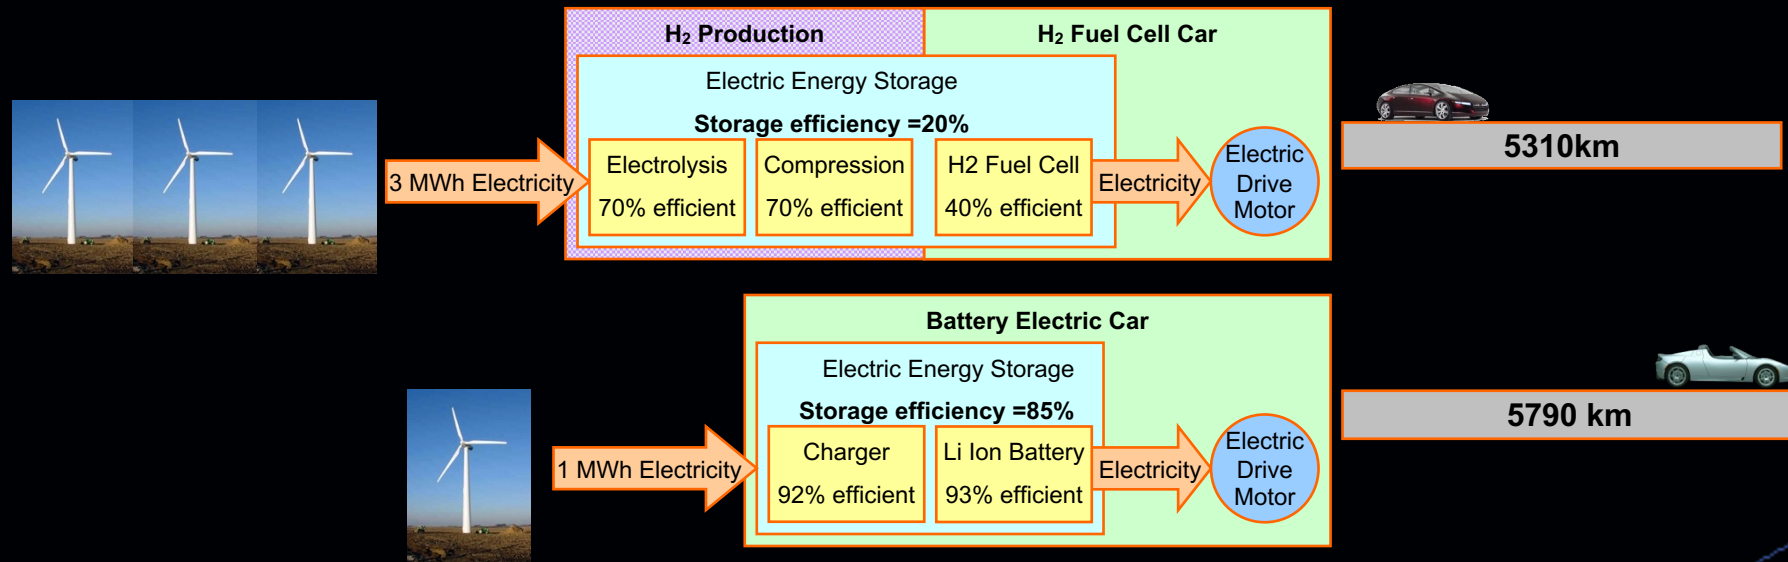 H₂ Production
H₂ Fuel Cell Car
Electric Energy Storage
Storage efficiency =20%
3 MWh Electricity
Electrolysis
70% efficient
Compression
70% efficient
H2 Fuel Cell
40% efficient
Electricity
Electric
Drive
Motor
5310km
Battery Electric Car
Electric Energy Storage
Storage efficiency =85%
1 MWh Electricity
Charger
92% efficient
Li Ion Battery
93% efficient
Electricity
Electric
Drive
Motor
5790 km